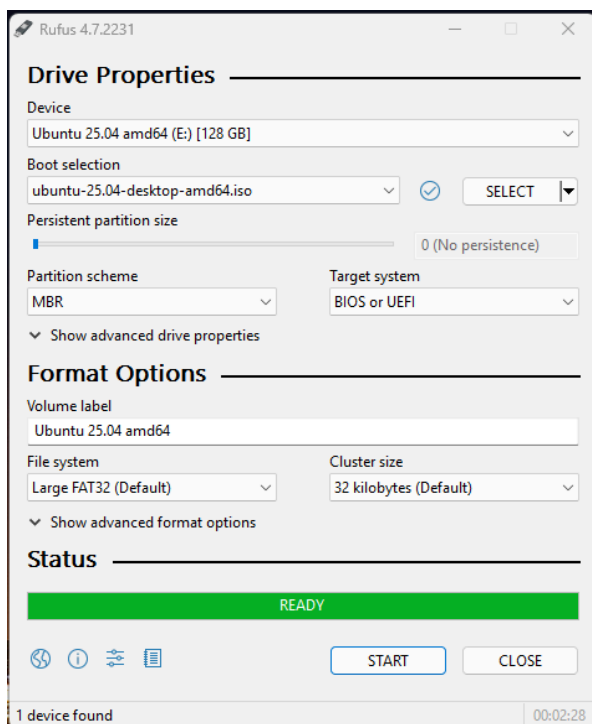 Rufus 4.7.2231
Drive Properties
Device
Ubuntu 25.04 amd64 (E:) [128 GB]
Boot selection
ubuntu-25.04-desktop-amd64.iso
SELECT
Persistent partition size
0 (No persistence)
Partition scheme Target system
MBR BIOS or UEFI
Show advanced drive properties
Format Options
Volume label
Ubuntu 25.04 amd64
File system Cluster size
Large FAT32 (Default) 32 kilobytes (Default)
Show advanced format options
Status
READY
START CLOSE
1 device found 00:02:28